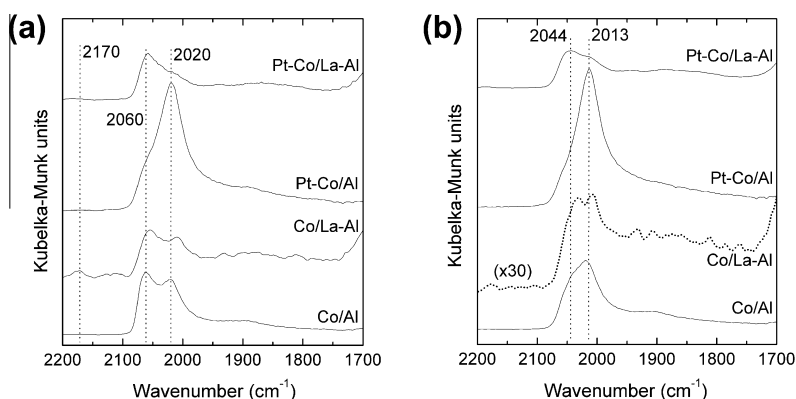 (a)
2170
2020
2060
Pt-Co/La-Al
Pt-Co/Al
Co/La-Al
Co/Al
Kubelka-Munk units
2200 2100 2000 1900 1800 1700
Wavenumber (cm⁻¹)
(b)
2044 2013
Pt-Co/La-Al
Pt-Co/Al
(x30)
Co/La-Al
Co/Al
Kubelka-Munk units
2200 2100 2000 1900 1800 1700
Wavenumber (cm⁻¹)